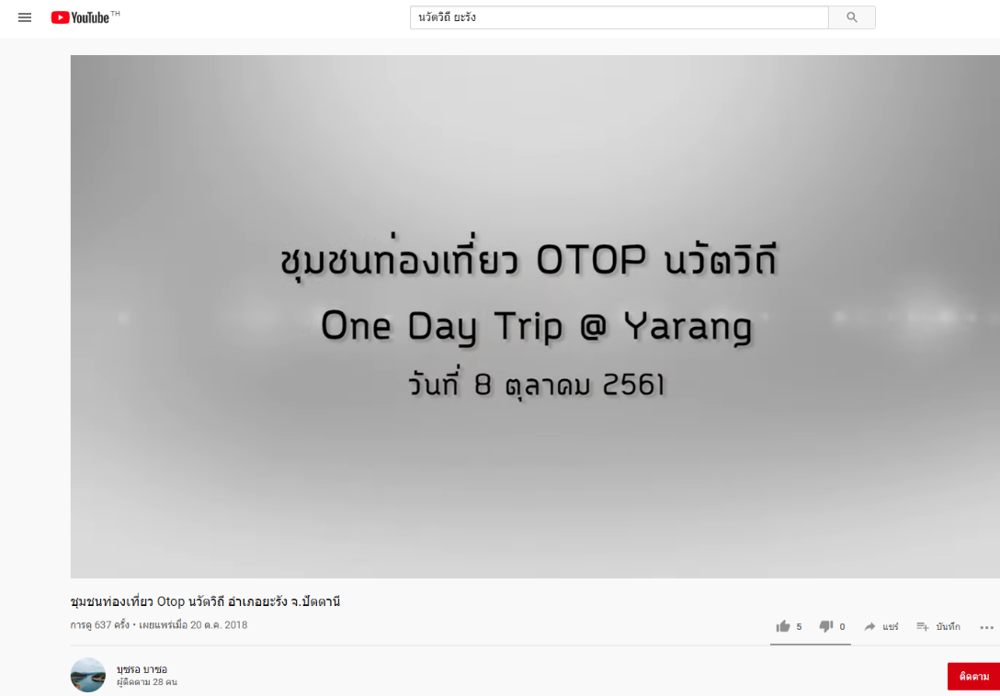 YouTube TH
นวัตวิถี ยะรัง
ชุมชนท่องเที่ยว OTOP นวัตวิถี
One Day Trip @ Yarang
วันที่ 8 ตุลาคม 2561
ชุมชนท่องเที่ยว Otop นวัตวิถี อำเภอยะรัง จ.ปัตตานี
การดู 637 ครั้ง • เผยแพร่เมื่อ 20 ต.ค. 2018
5 0 แชร์ บันทึก
บุชรอ บาซอ
ผู้ติดตาม 28 คน
ติดตาม